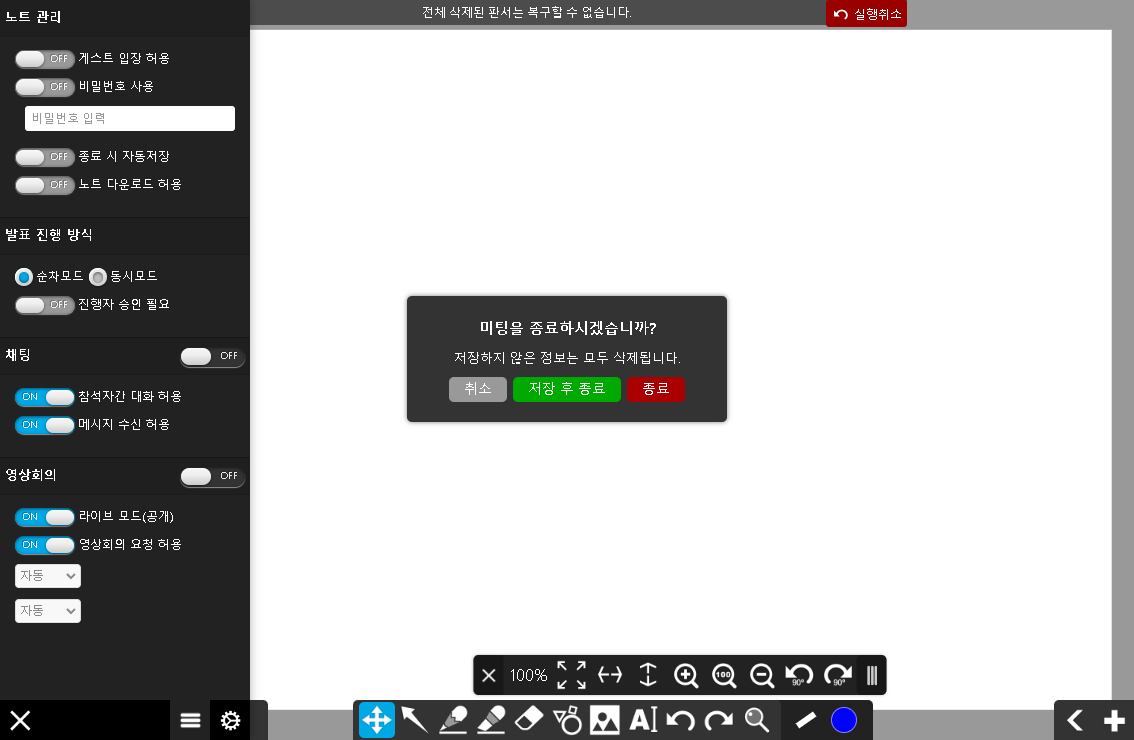 노트 관리
전체 삭제된 판서는 복구할 수 없습니다.
실행취소
OFF 게스트 입장 허용
OFF 비밀번호 사용
비밀번호 입력
OFF 종료 시 자동저장
OFF 노트 다운로드 허용
발표 진행 방식
순차모드 동시모드
OFF 진행자 승인 필요
채팅 OFF
ON 참석자간 대화 허용
ON 메시지 수신 허용
영상회의 OFF
ON 라이브 모드(공개)
ON 영상회의 요청 허용
자동
자동
미팅을 종료하시겠습니까?
저장하지 않은 정보는 모두 삭제됩니다.
취소 저장 후 종료 종료
100% 100 90° 90°
A